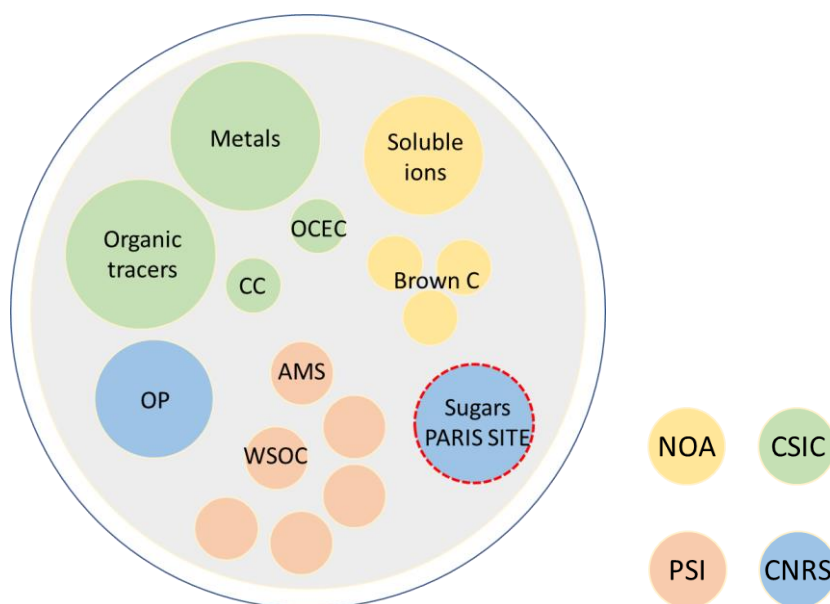 Metals
Soluble
ions
Organic
tracers
OCEC
CC
Brown C
AMS
OP
Sugars
PARIS SITE
WSOC
NOA
CSIC
PSI
CNRS